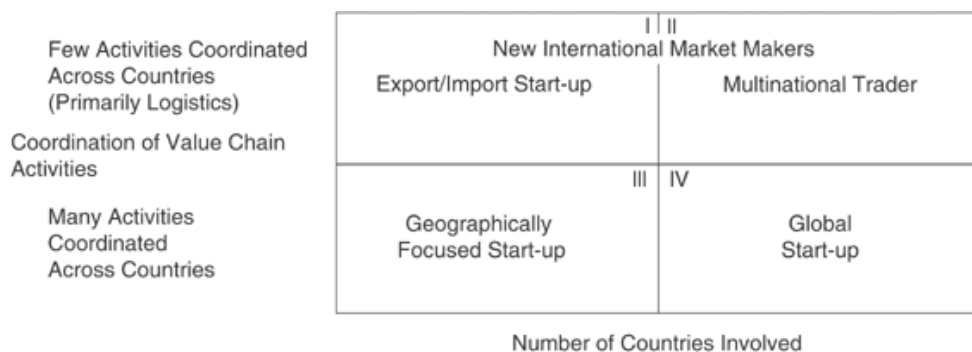 I II
Few Activities Coordinated
Across Countries
(Primarily Logistics)
New International Market Makers
Export/Import Start-up
Multinational Trader
Coordination of Value Chain
Activities
III IV
Many Activities
Coordinated
Across Countries
Geographically
Focused Start-up
Global
Start-up
Number of Countries Involved